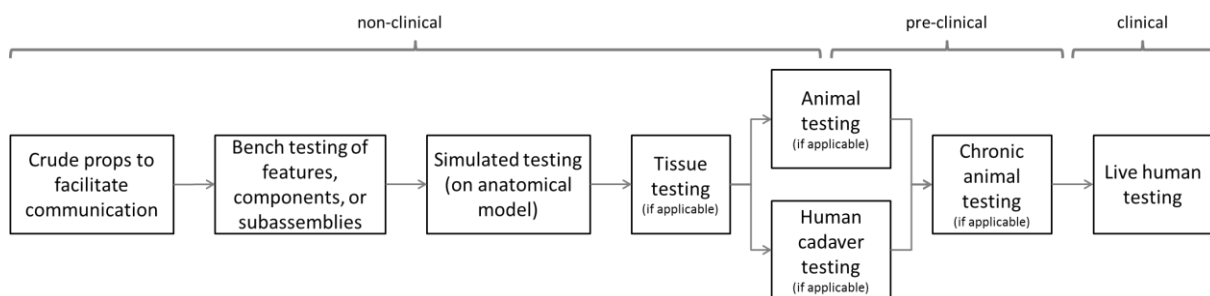 non-clinical
pre-clinical
clinical
Crude props to
facilitate
communication
Bench testing of
features,
components, or
subassemblies
Simulated testing
(on anatomical
model)
Tissue
testing
(if applicable)
Animal
testing
(if applicable)
Human
cadaver
testing
(if applicable)
Chronic
animal
testing
(if applicable)
Live human
testing